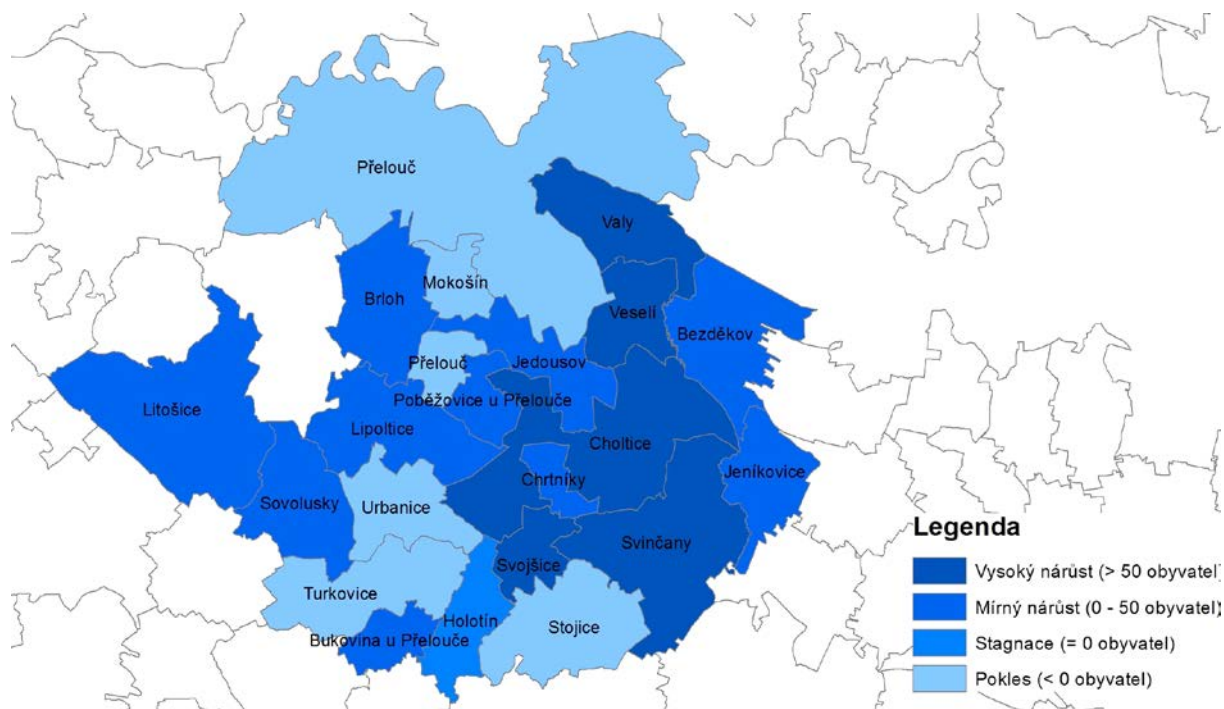 Přelouč
Valy
Mokošín
Brloh
Veselí
Bezděkov
Přelouč
Jedousov
Poběžovice u Přelouče
Litošice
Lipoltice
Choltice
Chrtníky
Jeníkovice
Sovolusky
Urbanice
Svinčany
Svojšice
Turkovice
Holotín
Stojice
Bukovina u Přelouče
Legenda
Vysoký nárůst (> 50 obyvatel)
Mírný nárůst (0 - 50 obyvatel)
Stagnace (= 0 obyvatel)
Pokles (< 0 obyvatel)